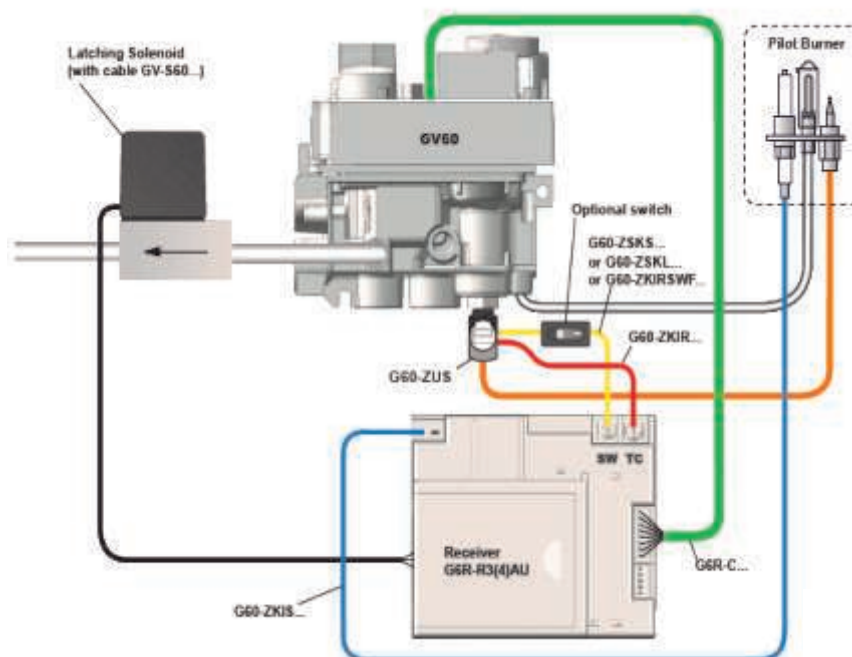 Latching Solenoid
(with cable GV-S60...)
Pilot Burner
GV60
Optional switch
G60-ZSKS...
or G60-ZSKL...
or G60-ZKIRSWF...
G60-ZKIR...
G60-ZUS
SW TC
Receiver
G6R-R3(4)AU
G6R-C...
G60-ZKIS...